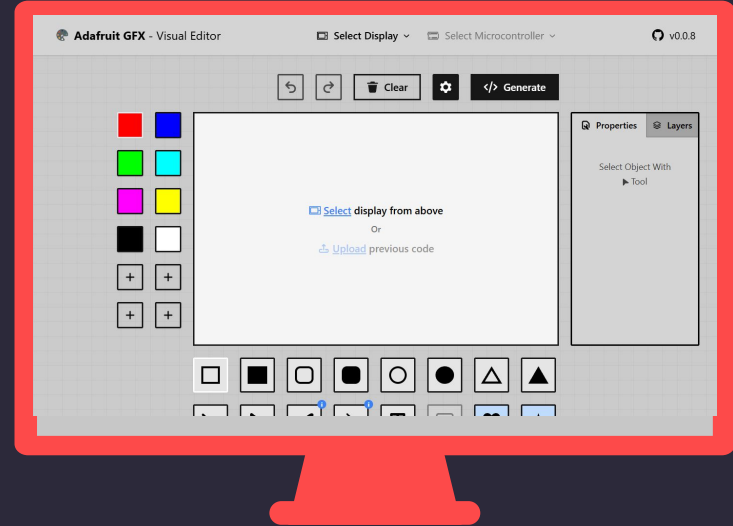 Adafruit GFX - Visual Editor
Select Display
Select Microcontroller
v0.0.8
Clear
</> Generate
Properties
Layers
Select Object With
Tool
Select display from above
Or
Upload previous code